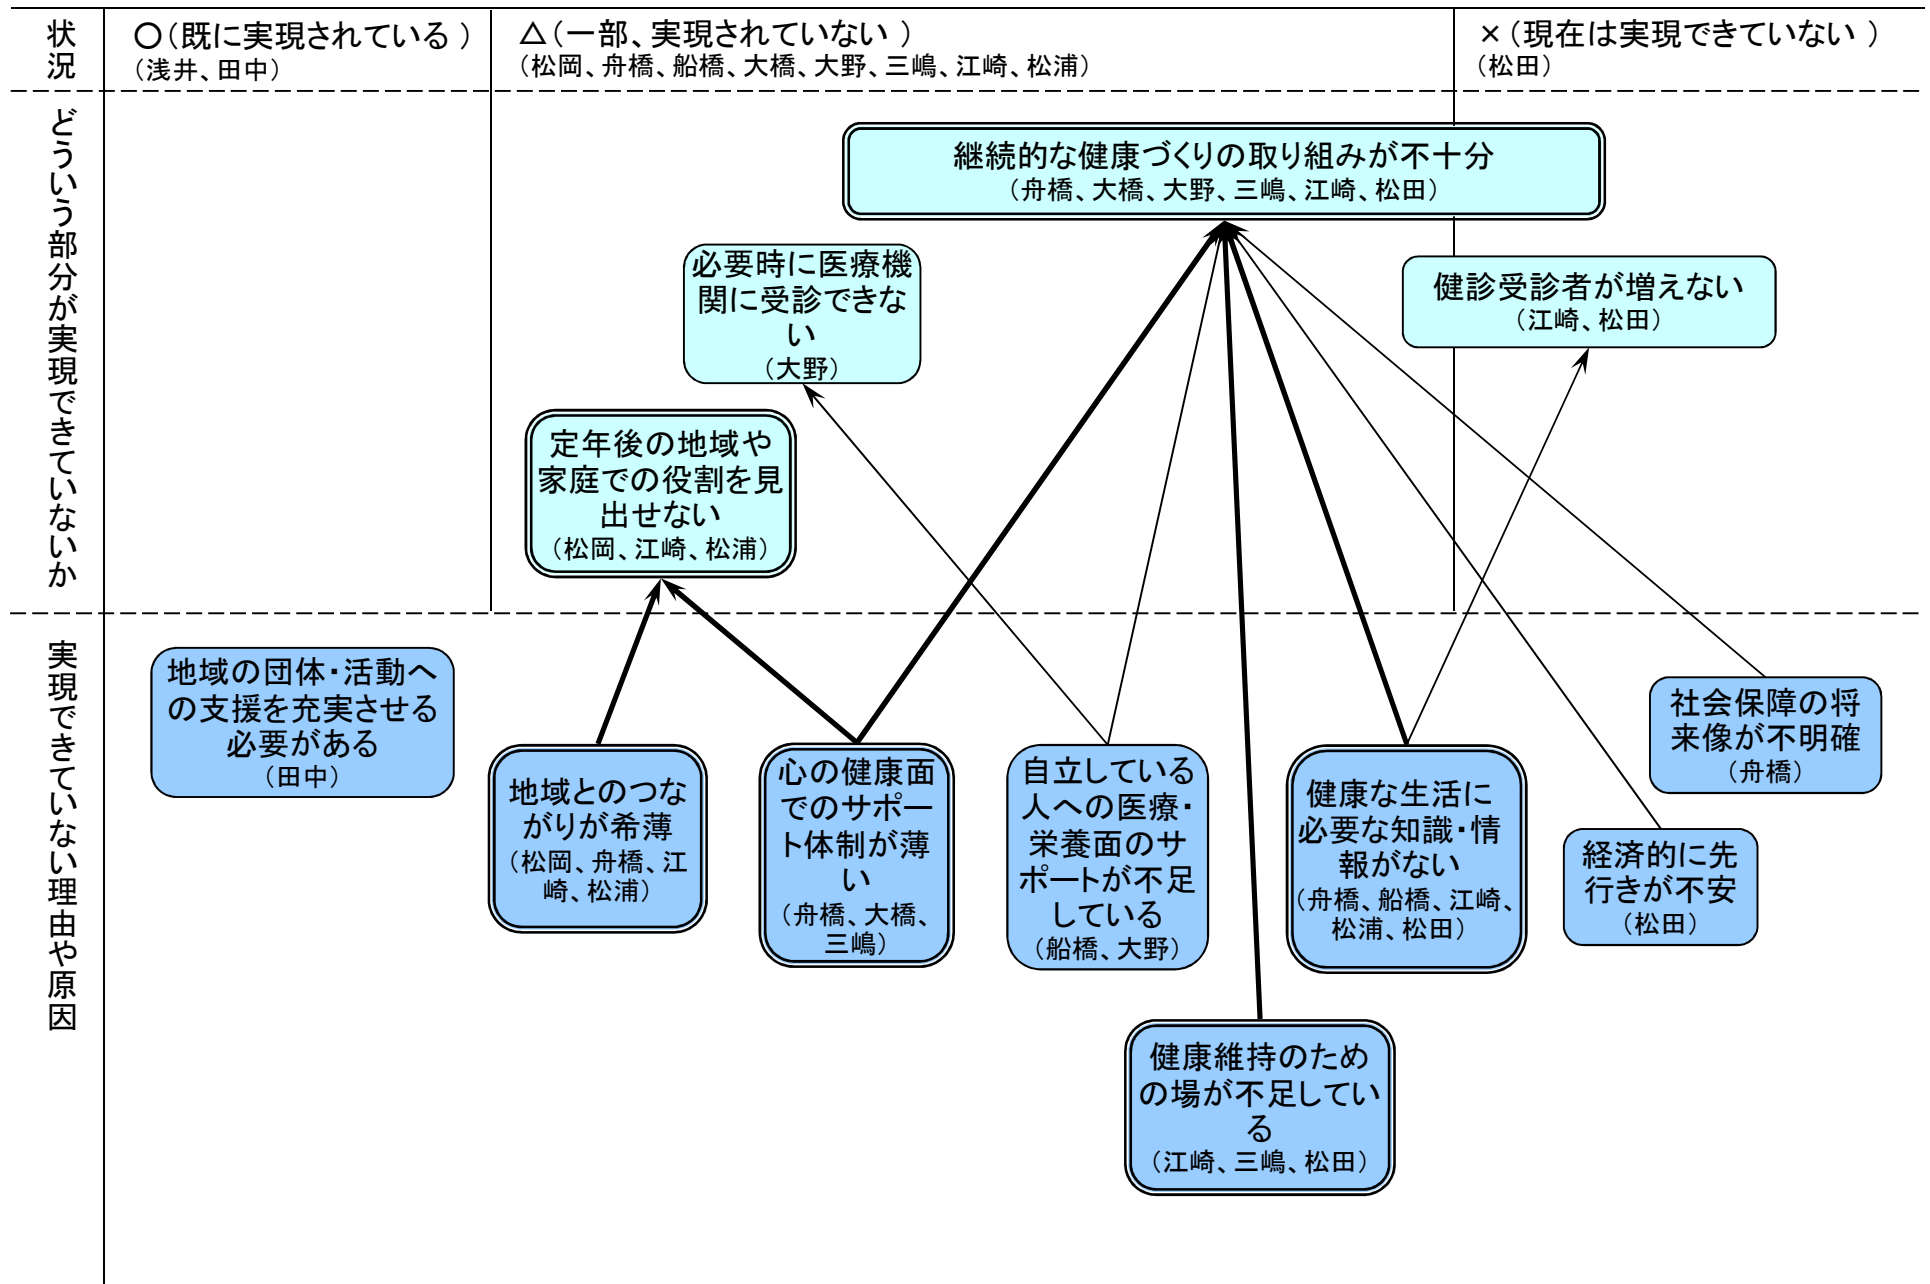 状況
○（既に実現されている ）
（浅井、田中）
△（一部、実現されていない ）
（松岡、舟橋、船橋、大橋、大野、三嶋、江崎、松浦）
×（現在は実現できていない ）
（松田）
どういう部分が実現できていないか
継続的な健康づくりの取り組みが不十分
（舟橋、大橋、大野、三嶋、江崎、松田）
必要時に医療機
関に受診できな
い
（大野）
健診受診者が増えない
（江崎、松田）
定年後の地域や
家庭での役割を見
出せない
（松岡、江崎、松浦）
実現できていない理由や原因
地域の団体・活動へ
の支援を充実させる
必要がある
（田中）
地域とのつな
がりが希薄
（松岡、舟橋、江
崎、松浦）
心の健康面
でのサポー
ト体制が薄
い
（舟橋、大橋、
三嶋）
自立している
人への医療・
栄養面のサ
ポートが不足
している
（船橋、大野）
健康な生活に
必要な知識・情
報がない
（舟橋、船橋、江崎、
松浦、松田）
社会保障の将
来像が不明確
（舟橋）
経済的に先
行きが不安
（松田）
健康維持のため
の場が不足してい
る
（江崎、三嶋、松田）